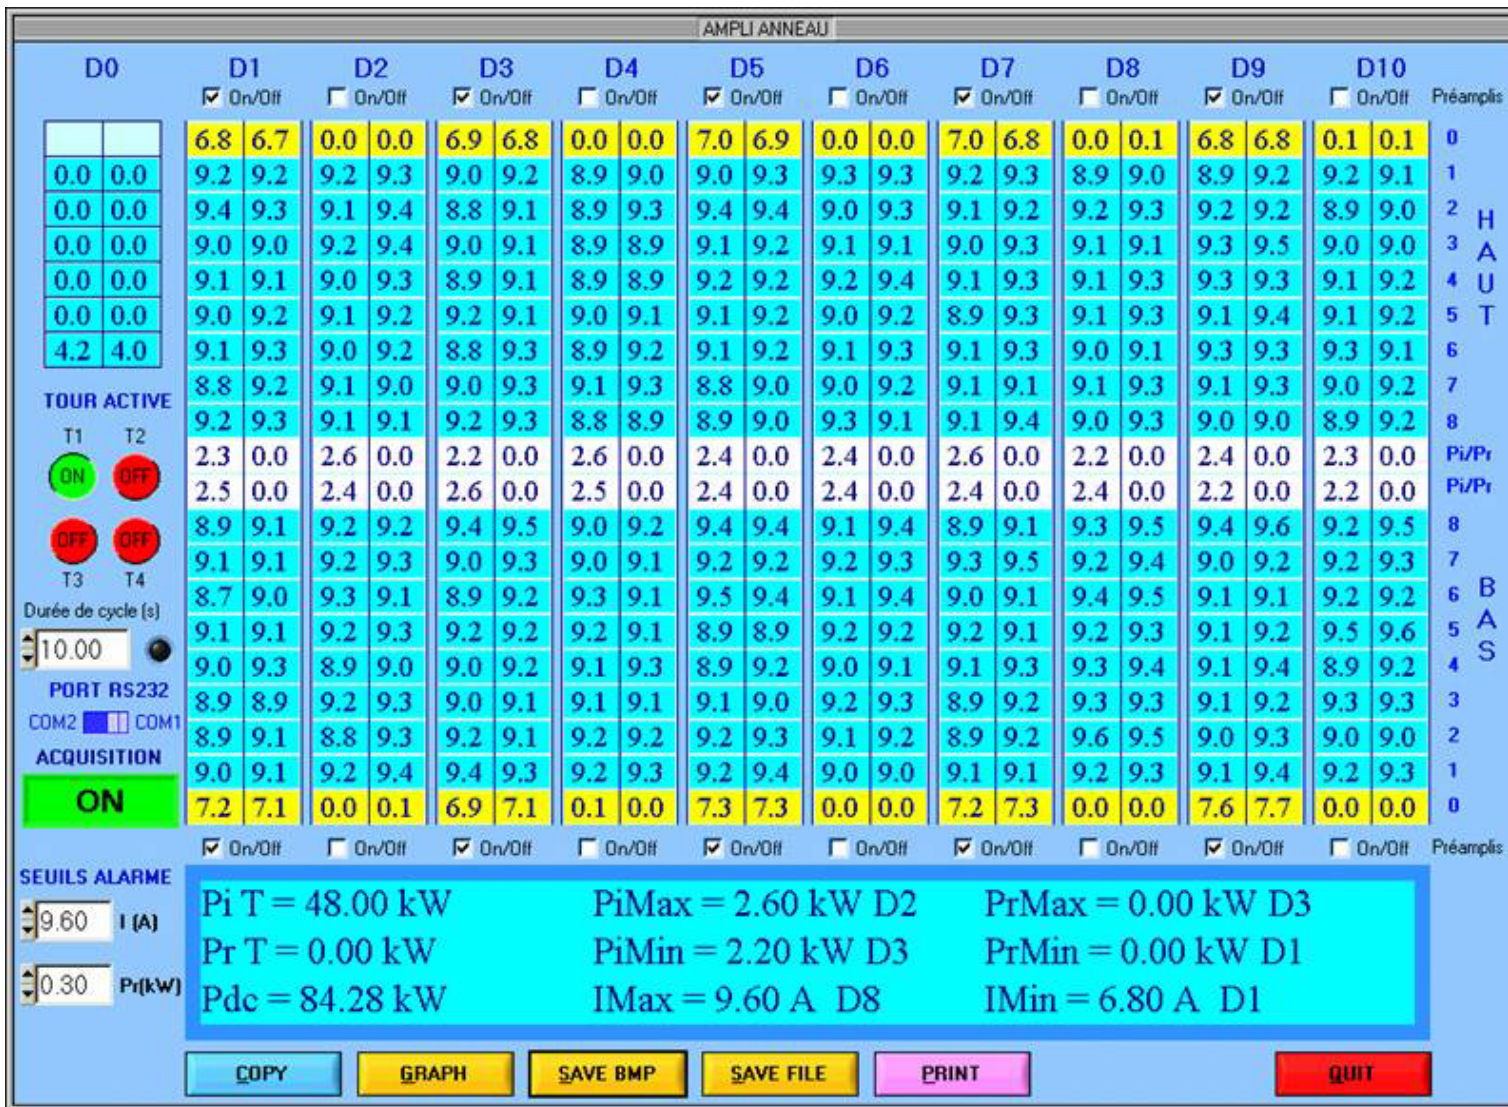 AMPLI ANNEAU
D0 D1 D2 D3 D4 D5 D6 D7 D8 D9 D10
On/Off On/Off On/Off On/Off On/Off On/Off On/Off On/Off On/Off On/Off Préamplis
6.8 6.7 0.0 0.0 6.9 6.8 0.0 0.0 7.0 6.9 0.0 0.0 7.0 6.8 0.0 0.1 6.8 6.8 0.1 0.1 0
0.0 0.0 9.2 9.2 9.2 9.3 9.0 9.2 8.9 9.0 9.0 9.3 9.3 9.3 9.2 9.3 8.9 9.0 8.9 9.2 9.2 9.1 1
0.0 0.0 9.4 9.3 9.1 9.4 8.8 9.1 8.9 9.3 9.4 9.4 9.0 9.3 9.1 9.2 9.2 9.3 9.2 9.2 8.9 9.0 2
0.0 0.0 9.0 9.0 9.2 9.4 9.0 9.1 8.9 8.9 9.1 9.2 9.1 9.1 9.0 9.3 9.1 9.1 9.3 9.5 9.0 9.0 3
0.0 0.0 9.1 9.1 9.0 9.3 8.9 9.1 8.9 8.9 9.2 9.2 9.2 9.4 9.1 9.3 9.1 9.3 9.3 9.3 9.1 9.2 4
0.0 0.0 9.0 9.2 9.1 9.2 9.2 9.1 9.0 9.1 9.1 9.2 9.0 9.2 8.9 9.3 9.1 9.3 9.1 9.4 9.1 9.2 5
4.2 4.0 9.1 9.3 9.0 9.2 8.8 9.3 8.9 9.2 9.1 9.2 9.1 9.3 9.1 9.3 9.0 9.1 9.3 9.3 9.3 9.1 6
8.8 9.2 9.1 9.0 9.0 9.3 9.1 9.3 8.8 9.0 9.0 9.2 9.1 9.1 9.1 9.3 9.1 9.3 9.0 9.2 7
9.2 9.3 9.1 9.1 9.2 9.3 8.8 8.9 8.9 9.0 9.3 9.1 9.1 9.4 9.0 9.3 9.0 9.0 8.9 9.2 8
HAUT
2.3 0.0 2.6 0.0 2.2 0.0 2.6 0.0 2.4 0.0 2.4 0.0 2.6 0.0 2.2 0.0 2.4 0.0 2.3 0.0 Pi/Pr
2.5 0.0 2.4 0.0 2.6 0.0 2.5 0.0 2.4 0.0 2.4 0.0 2.4 0.0 2.4 0.0 2.2 0.0 2.2 0.0 Pi/Pr
8.9 9.1 9.2 9.2 9.4 9.5 9.0 9.2 9.4 9.4 9.1 9.4 8.9 9.1 9.3 9.5 9.4 9.6 9.2 9.5 8
9.1 9.1 9.2 9.3 9.0 9.3 9.0 9.1 9.2 9.2 9.2 9.3 9.3 9.5 9.2 9.4 9.0 9.2 9.2 9.3 7
8.7 9.0 9.3 9.1 8.9 9.2 9.3 9.1 9.5 9.4 9.1 9.4 9.0 9.1 9.4 9.5 9.1 9.1 9.2 9.2 6
9.1 9.1 9.2 9.3 9.2 9.2 9.2 9.1 8.9 8.9 9.2 9.2 9.2 9.1 9.2 9.3 9.1 9.2 9.5 9.6 5
9.0 9.3 8.9 9.0 9.0 9.2 9.1 9.3 8.9 9.2 9.0 9.1 9.1 9.3 9.3 9.4 9.1 9.4 8.9 9.2 4
8.9 8.9 9.2 9.3 9.0 9.1 9.1 9.1 9.1 9.0 9.2 9.3 8.9 9.2 9.3 9.3 9.1 9.2 9.3 9.3 3
8.9 9.1 8.8 9.3 9.2 9.1 9.2 9.2 9.2 9.3 9.1 9.2 8.9 9.2 9.6 9.5 9.0 9.3 9.0 9.0 2
9.0 9.1 9.2 9.4 9.4 9.3 9.2 9.3 9.2 9.4 9.0 9.0 9.1 9.1 9.2 9.3 9.1 9.4 9.2 9.3 1
7.2 7.1 0.0 0.1 6.9 7.1 0.1 0.0 7.3 7.3 0.0 0.0 7.2 7.3 0.0 0.0 7.6 7.7 0.0 0.0 0
BAS
On/Off On/Off On/Off On/Off On/Off On/Off On/Off On/Off On/Off On/Off Préamplis
TOUR ACTIVE
T1 T2
ON OFF
OFF OFF
T3 T4
Durée de cycle (s)
10.00
PORT RS232
COM2 COM1
ACQUISITION
ON
SEUILS ALARME
9.60 I (A)
0.30 Pr(kW)
Pi T = 48.00 kW PiMax = 2.60 kW D2 PrMax = 0.00 kW D3
Pr T = 0.00 kW PiMin = 2.20 kW D3 PrMin = 0.00 kW D1
Pdc = 84.28 kW IMax = 9.60 A D8 IMin = 6.80 A D1
COPY GRAPH SAVE BMP SAVE FILE PRINT QUIT